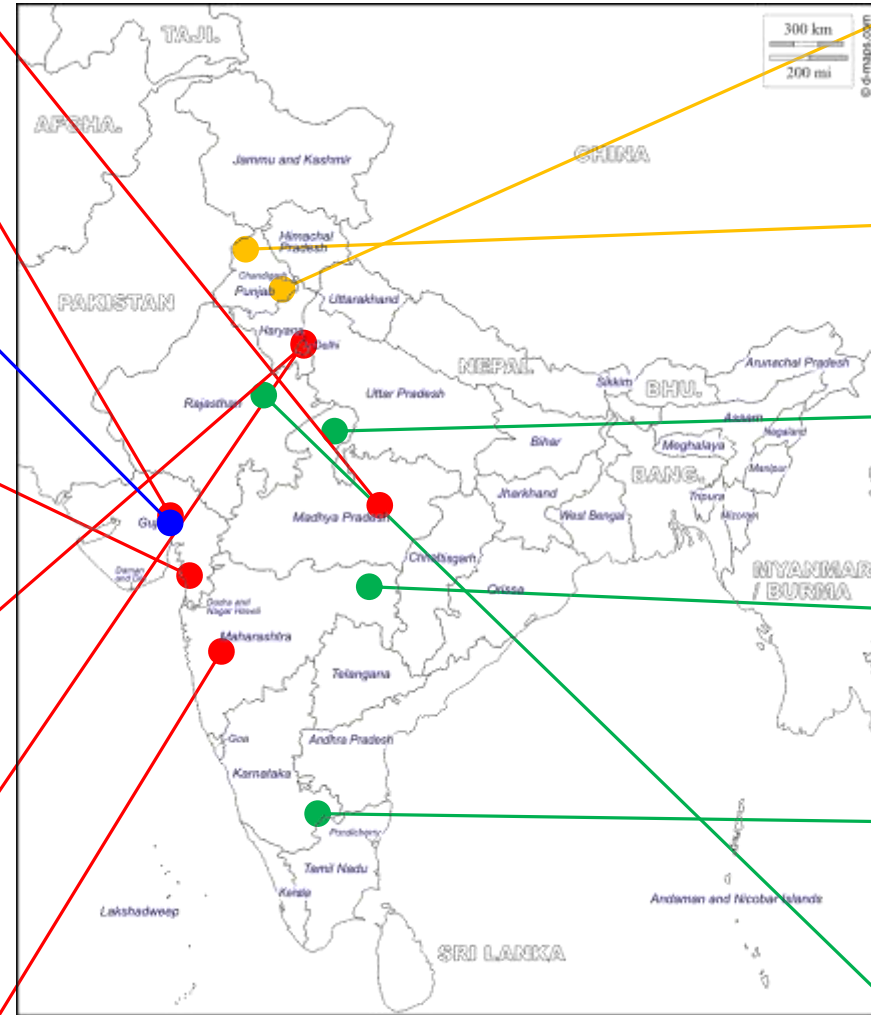 TAJI.
300 km
200 mi
© d-maps.com
AFGHA.
Jammu and Kashmir
CHINA
Himachal
Pradesh
Chandigarh
Punjab
PAKISTAN
Uttarakhand
Haryana
Delhi
NEPAL
Sikkim
BHU.
Arunachal Pradesh
Rajasthan
Uttar Pradesh
Assam
Nagaland
Bihar
Meghalaya
Manipur
BANG.
Jharkhand
Tripura
Mizoram
West Bengal
Madhya Pradesh
Guj
Chhattisgarh
Daman
and Diu
Orissa
MYANMAR
/ BURMA
Dadra and
Nagar Haveli
Maharashtra
Telangana
Goa
Andhra Pradesh
Karnataka
Pondicherry
Tamil Nadu
Kerala
Lakshadweep
Andaman and Nicobar Islands
SRI LANKA